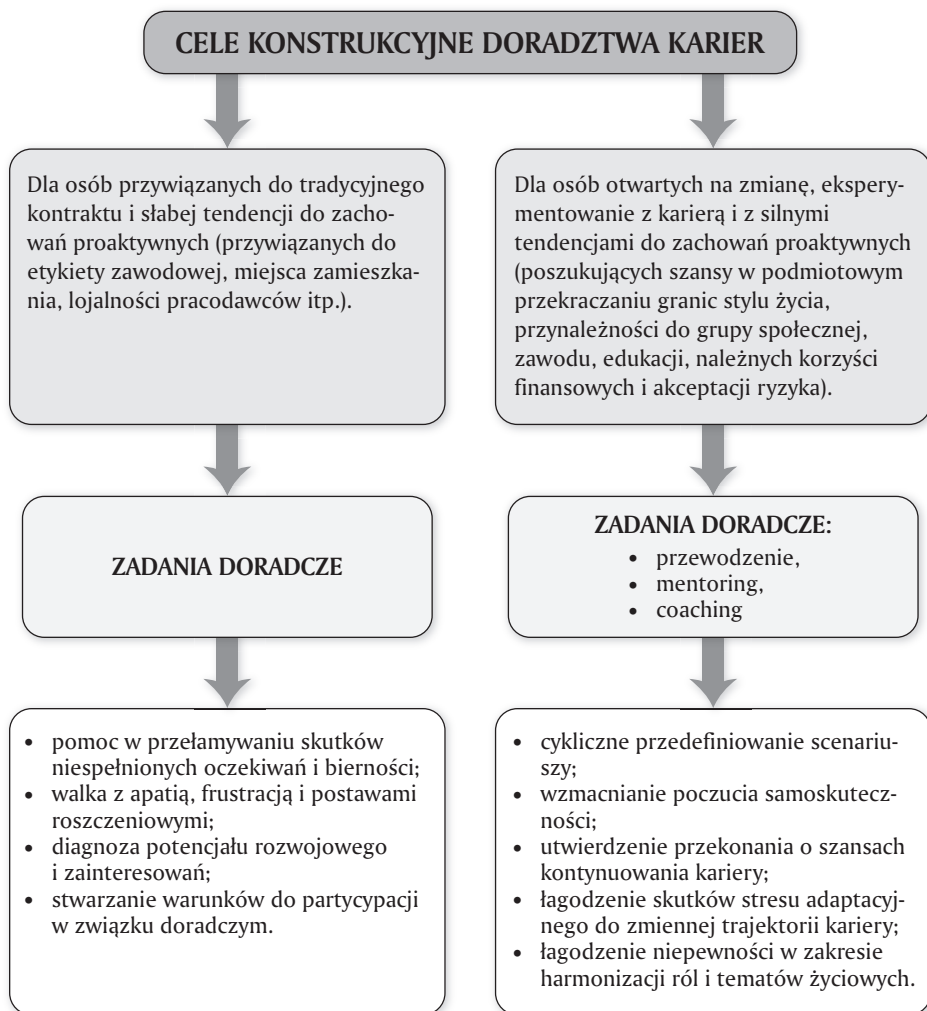 CELE KONSTRUKCYJNE DORADZTWA KARIER
Dla osób przywiązanych do tradycyjnego
kontraktu i słabej tendencji do zacho-
wań proaktywnych (przywiązanych do
etykiety zawodowej, miejsca zamieszka-
nia, lojalności pracodawców itp.).
Dla osób otwartych na zmianę, ekspery-
mentowanie z karierą i z silnymi
tendencjami do zachowań proaktywnych
(poszukujących szansy w podmiotowym
przekraczaniu granic stylu życia,
przynależności do grupy społecznej,
zawodu, edukacji, należnych korzyści
finansowych i akceptacji ryzyka).
ZADANIA DORADCZE
ZADANIA DORADCZE:
• przewodzenie,
• mentoring,
• coaching
• pomoc w przełamywaniu skutków
niespełnionych oczekiwań i bierności;
• walka z apatią, frustracją i postawami
roszczeniowymi;
• diagnoza potencjału rozwojowego
i zainteresowań;
• stwarzanie warunków do partycypacji
w związku doradczym.
• cykliczne przedefiniowanie scenariu-
szy;
• wzmacnianie poczucia samoskutecz-
ności;
• utwierdzenie przekonania o szansach
kontynuowania kariery;
• łagodzenie skutków stresu adaptacyj-
nego do zmiennej trajektorii kariery;
• łagodzenie niepewności w zakresie
harmonizacji ról i tematów życiowych.